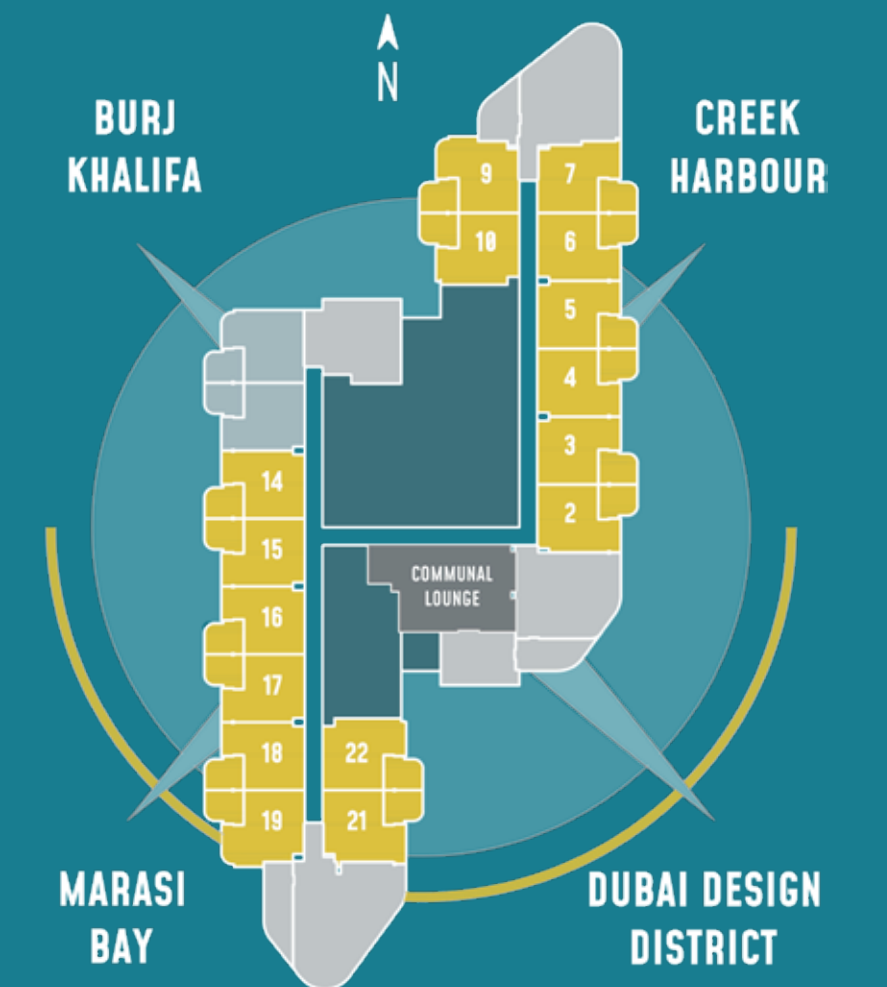 N
BURJ
KHALIFA
CREEK
HARBOUR
9
7
10
6
5
4
3
14
2
15
COMMUNAL
LOUNGE
16
17
18
22
19
21
MARASI
BAY
DUBAI DESIGN
DISTRICT